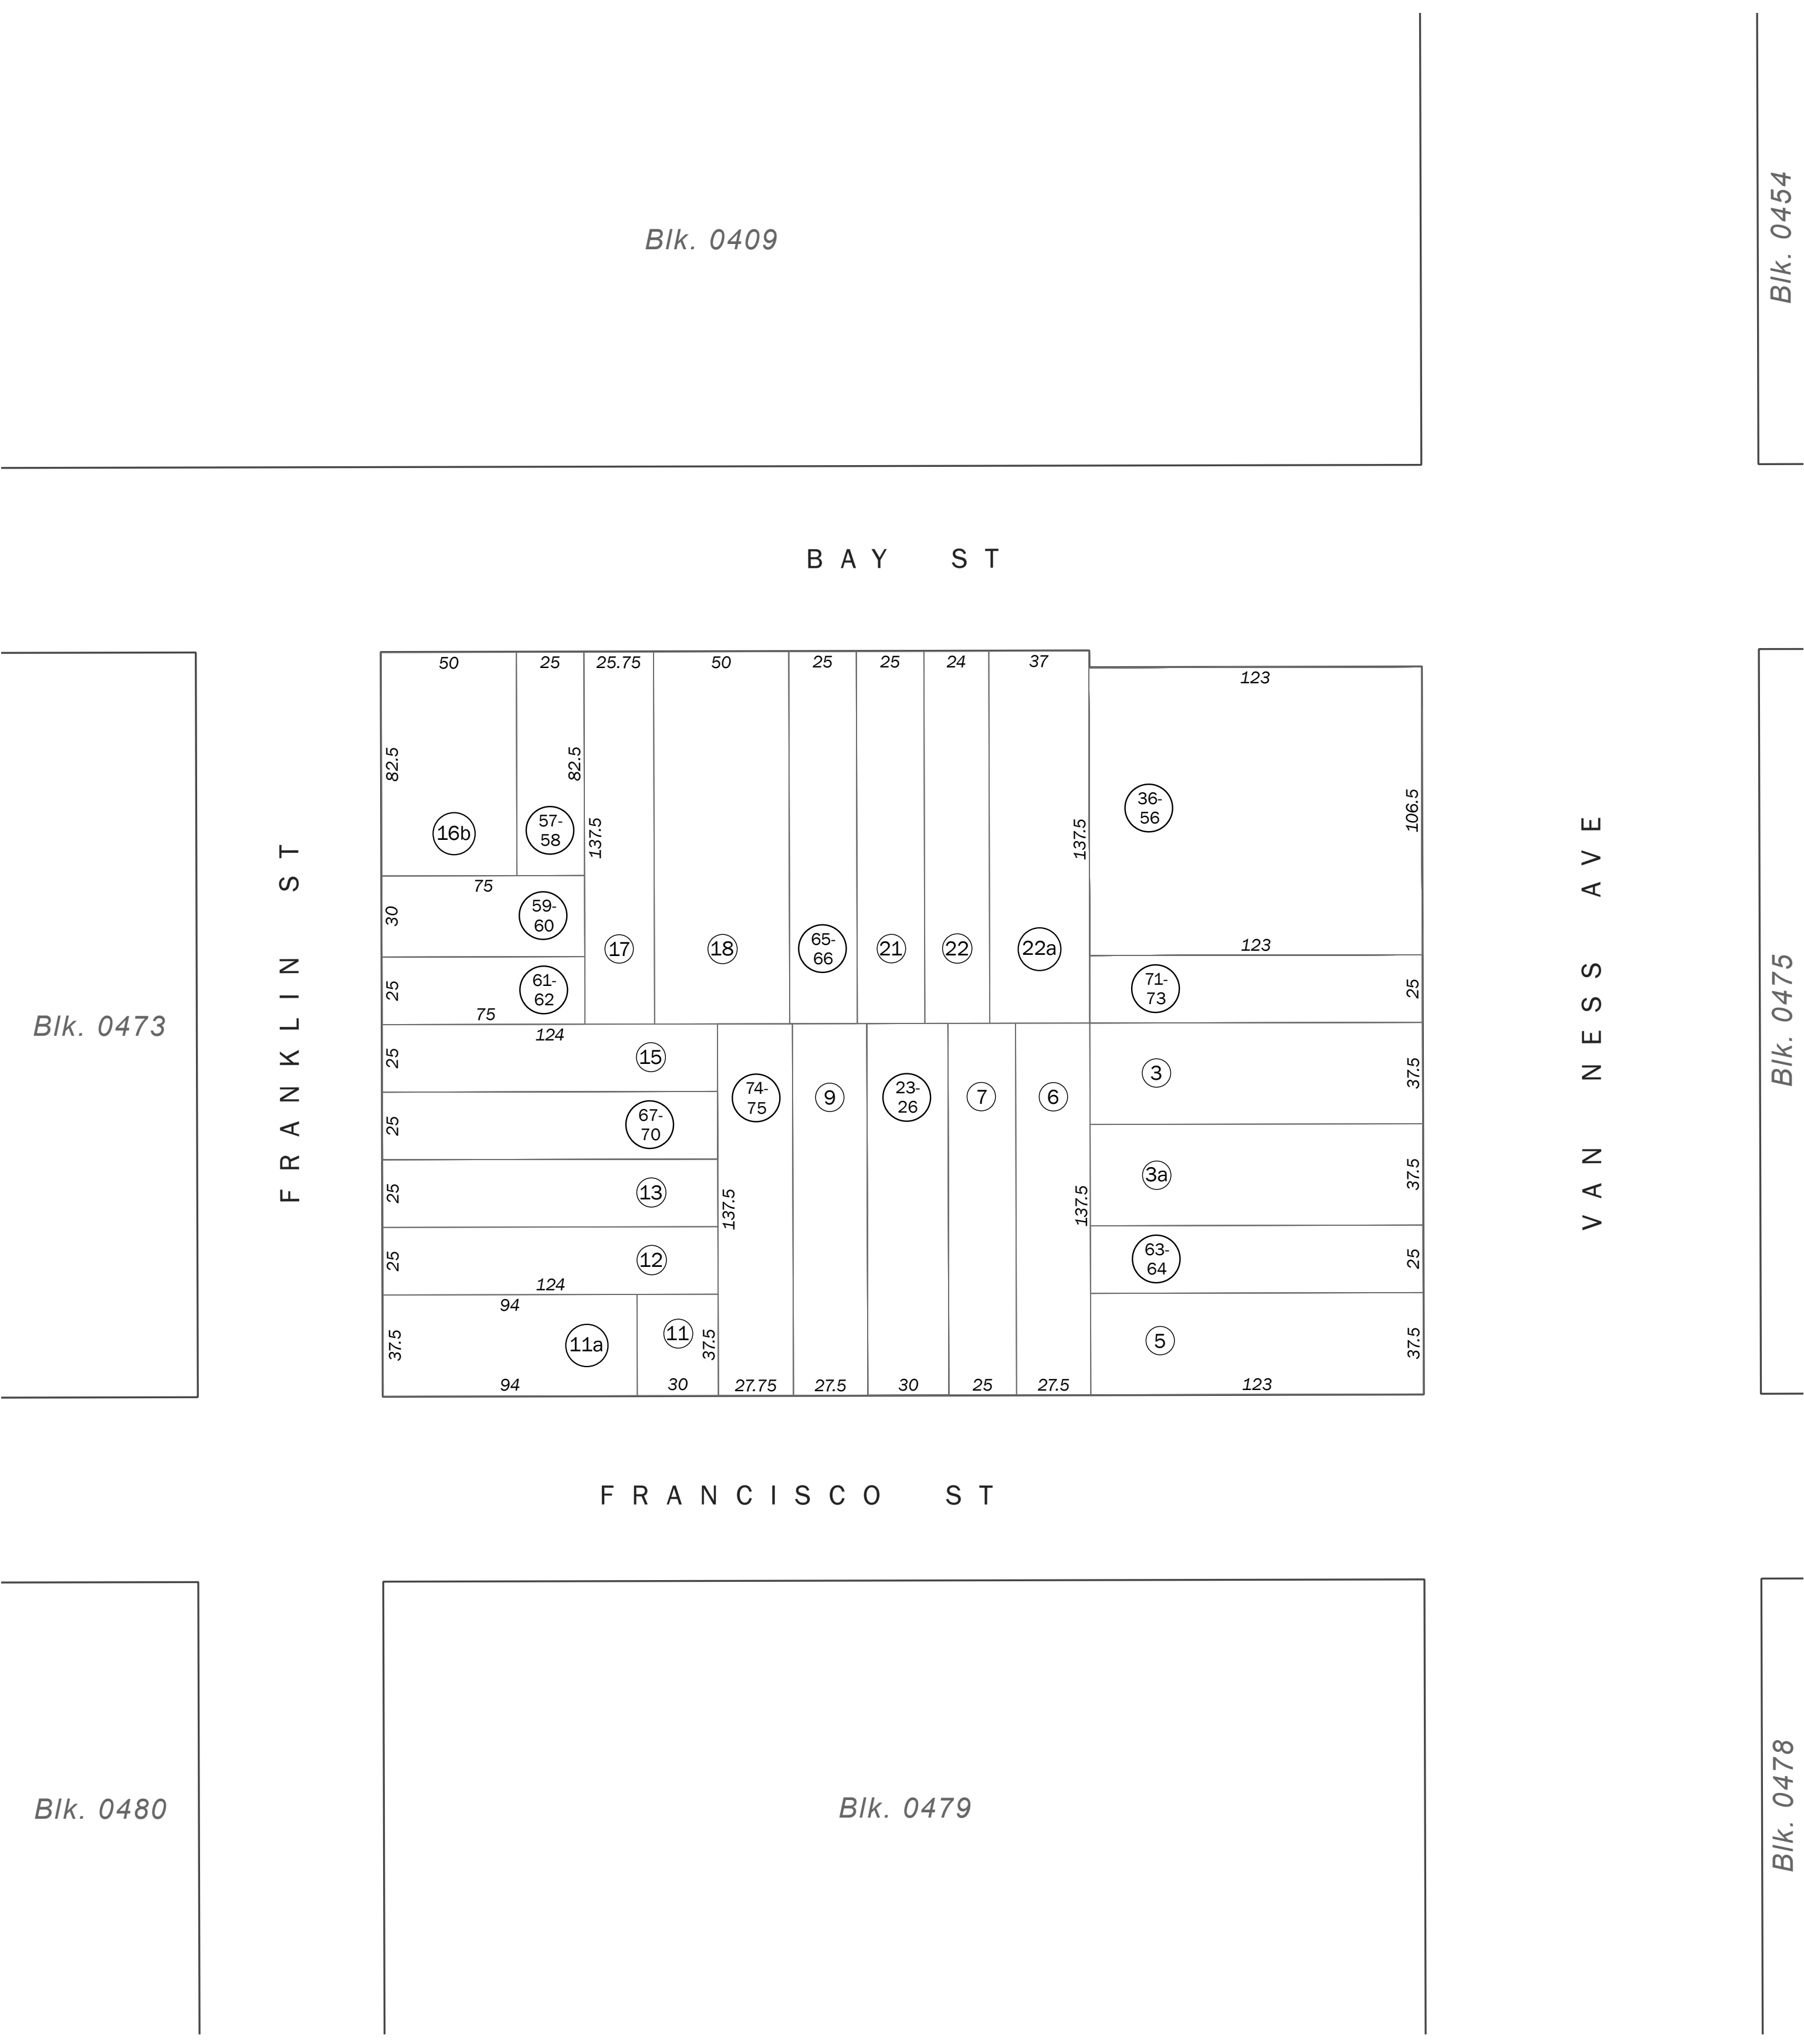 Blk. 0409
Blk. 0454
BAY ST
50 25 25.75 50 25 25 24 37
123
82.5 82.5
137.5 137.5
106.5
16b
57-
58
36-
56
75
30
59-
60
17 18
65-
66
21 22 22a
123
25
61-
62
75
71-
73
25
FRANKLIN ST
VAN NESS AVE
Blk. 0473
Blk. 0475
124
25 15
74-
75
9
23-
26
7 6
3 37.5
25
67-
70
3a 37.5
25 13
137.5 137.5
25 12
124
63-
64
25
94
37.5 11a 11 37.5
5 37.5
94 30 27.75 27.5 30 25 27.5 123
FRANCISCO ST
Blk. 0480
Blk. 0479
Blk. 0478